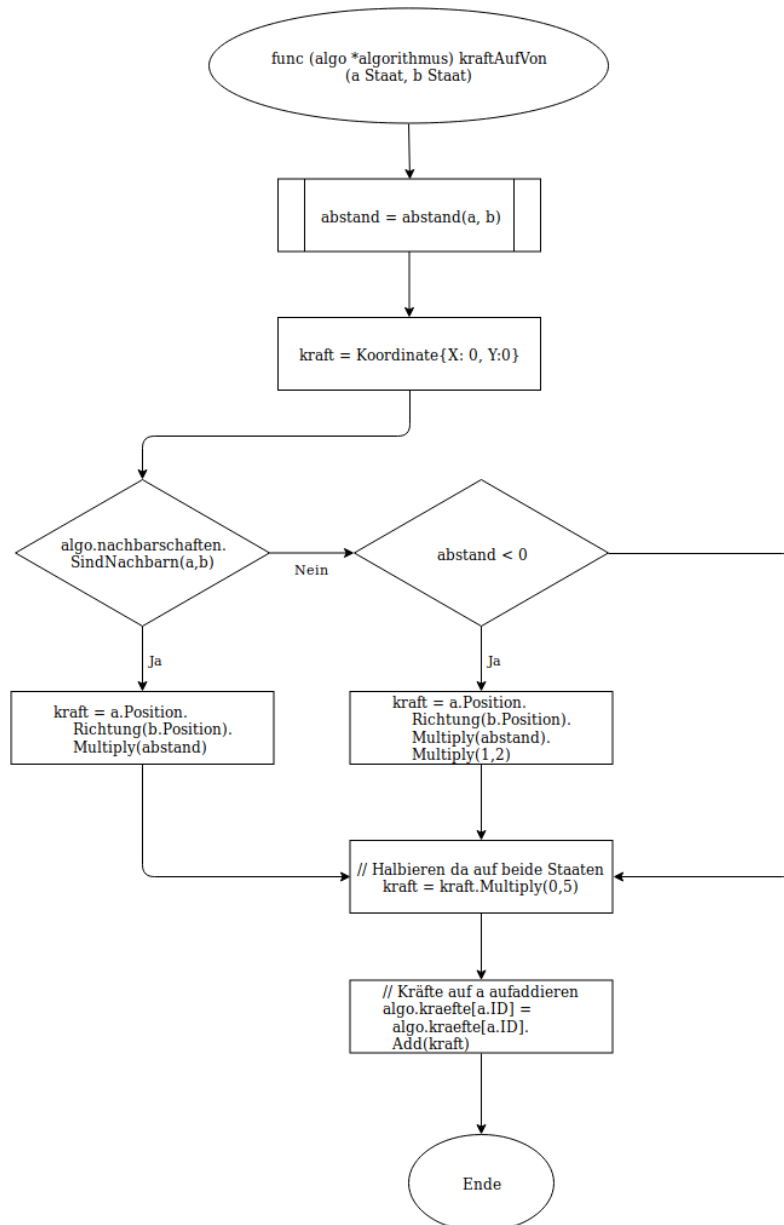 func (algo *algorithmus) kraftAufVon
(a Staat, b Staat)
abstand = abstand(a, b)
kraft = Koordinate{X: 0, Y:0}
algo.nachbarschaften.
SindNachbarn(a,b)
Nein
abstand < 0
Ja
Ja
kraft = a.Position.
Richtung(b.Position).
Multiply(abstand)
kraft = a.Position.
Richtung(b.Position).
Multiply(abstand).
Multiply(1,2)
// Halbieren da auf beide Staaten
kraft = kraft.Multiply(0,5)
// Kräfte auf a aufaddieren
algo.kraefte[a.ID] =
algo.kraefte[a.ID].
Add(kraft)
Ende